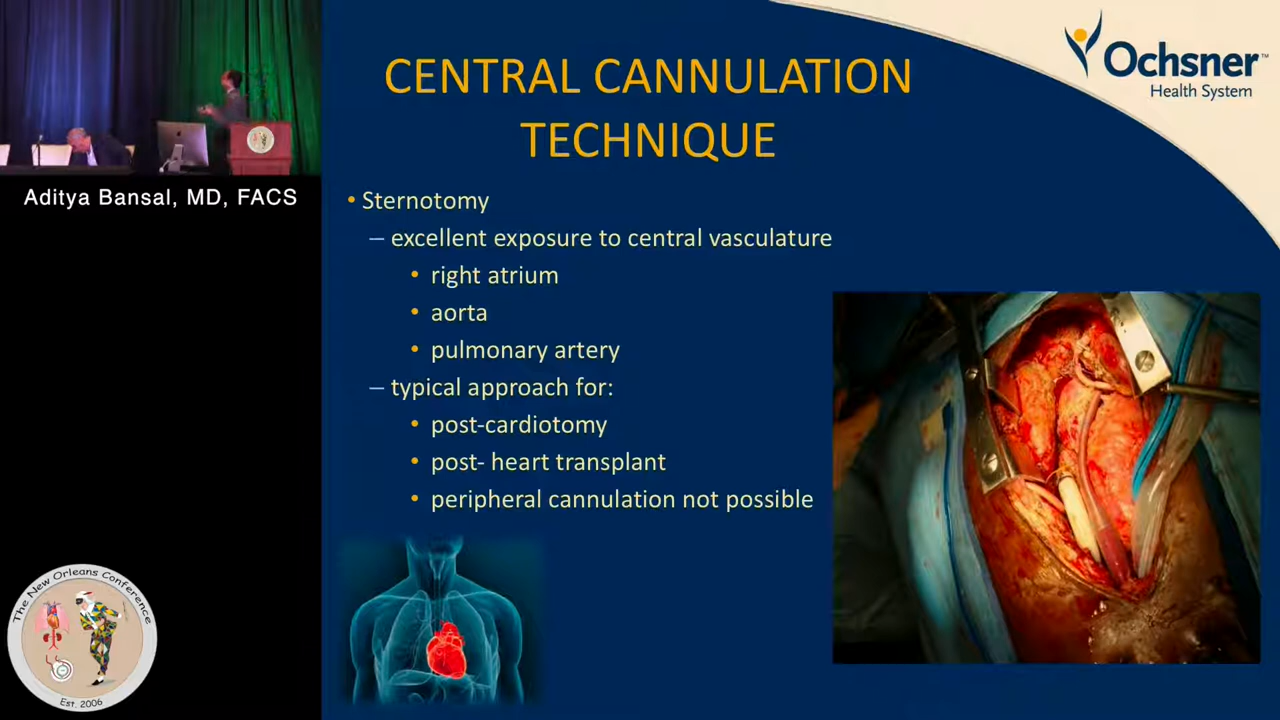 CENTRAL CANNULATION
TECHNIQUE
Ochsner™
Health System
Aditya Bansal, MD, FACS
• Sternotomy
– excellent exposure to central vasculature
• right atrium
• aorta
• pulmonary artery
– typical approach for:
• post-cardiotomy
• post- heart transplant
• peripheral cannulation not possible
The New Orleans Conference
Est. 2006